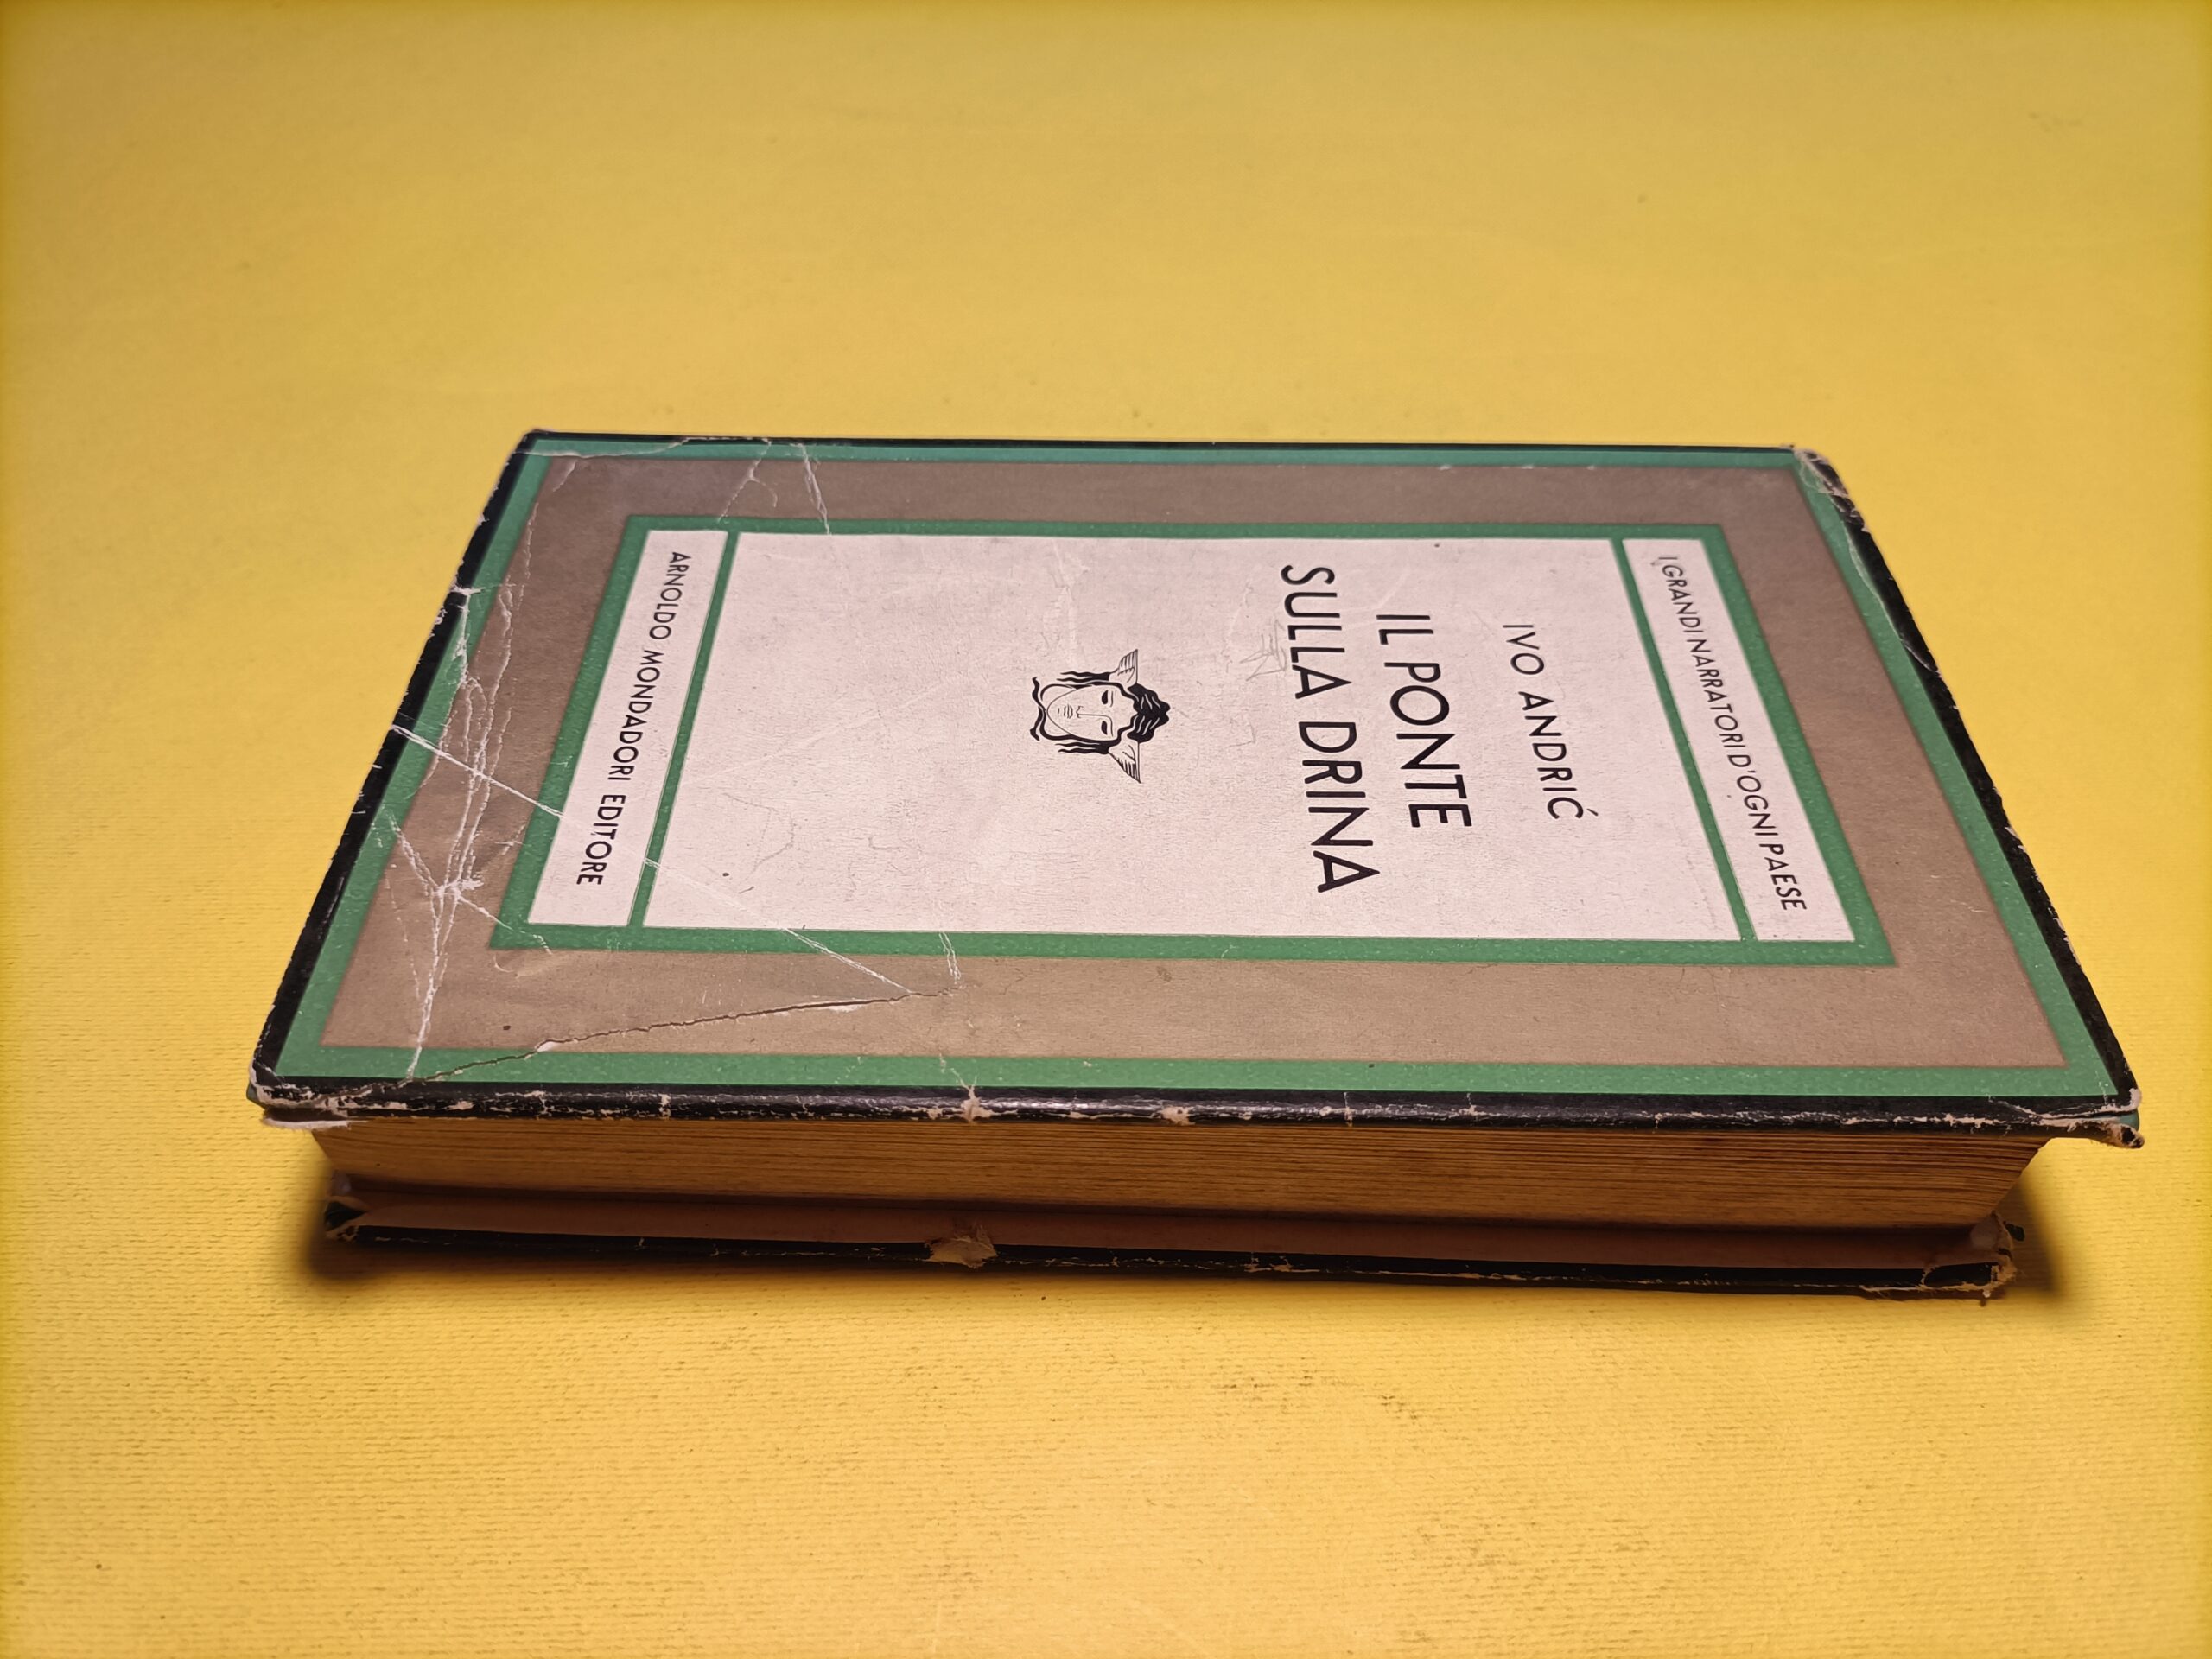 I GRANDI NARRATORI D'OGNI PAESE
IVO ANDRIĆ
IL PONTE
SULLA DRINA
ARNOLDO MONDADORI EDITORE